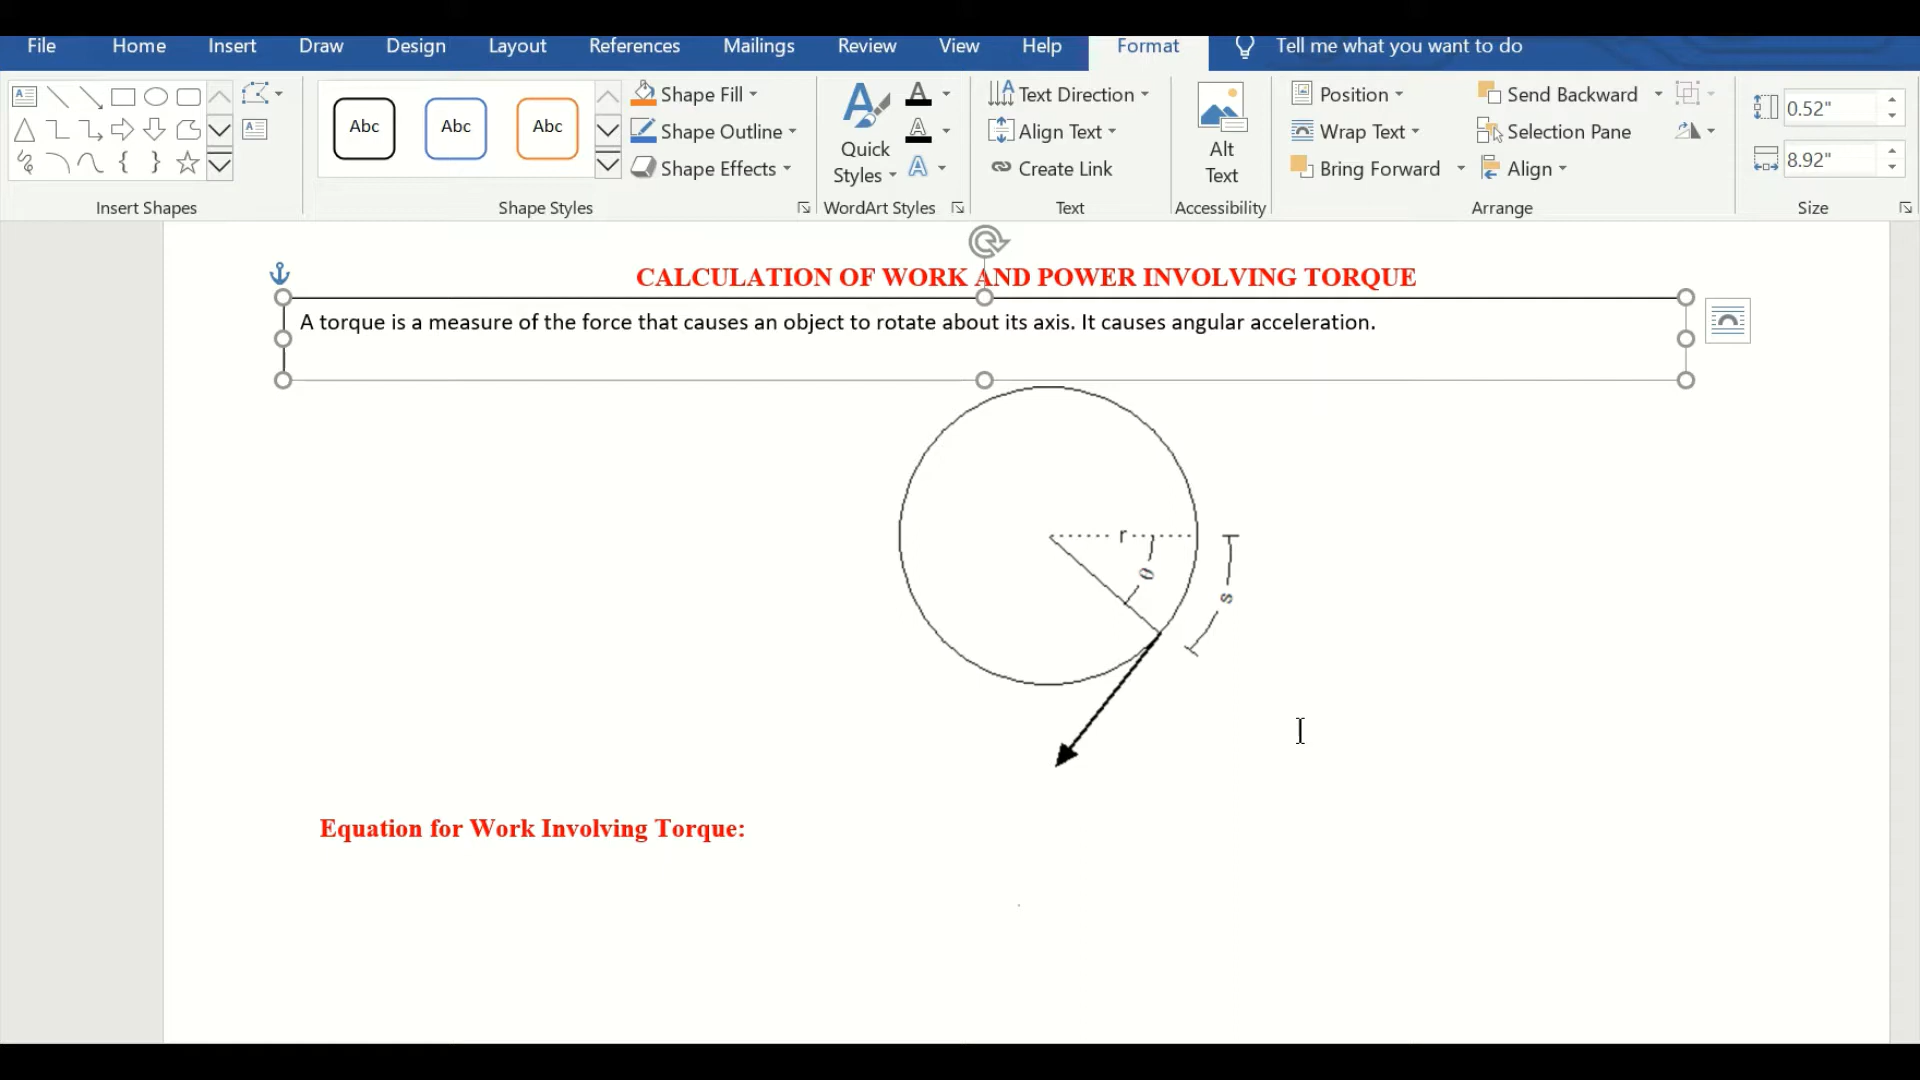 File Home Insert Draw Design Layout References Mailings Review View Help Format Tell me what you want to do
Abc Abc Abc
Shape Fill
Shape Outline
Shape Effects
Quick
Styles
Text Direction
Align Text
Create Link
Alt
Text
Position
Wrap Text
Bring Forward
Send Backward
Selection Pane
Align
0.52"
8.92"
Insert Shapes Shape Styles WordArt Styles Text Accessibility Arrange Size
CALCULATION OF WORK AND POWER INVOLVING TORQUE
A torque is a measure of the force that causes an object to rotate about its axis. It causes angular acceleration.
r
θ
s
Equation for Work Involving Torque: